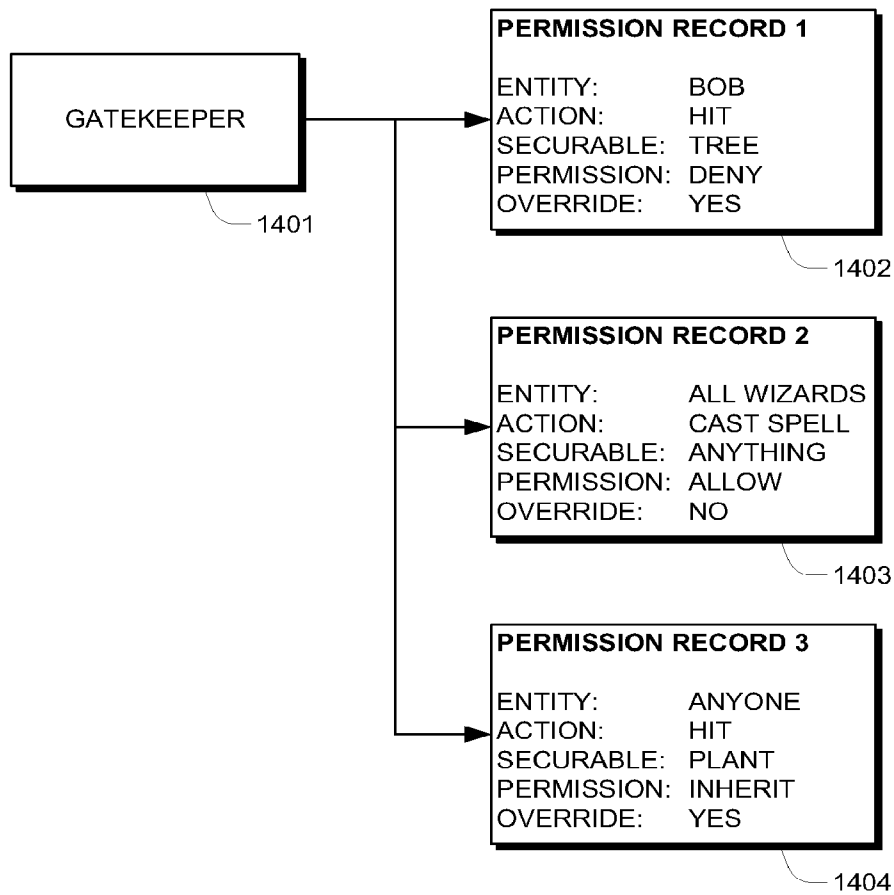 GATEKEEPER
1401
PERMISSION RECORD 1
ENTITY: BOB
ACTION: HIT
SECURABLE: TREE
PERMISSION: DENY
OVERRIDE: YES
1402
PERMISSION RECORD 2
ENTITY: ALL WIZARDS
ACTION: CAST SPELL
SECURABLE: ANYTHING
PERMISSION: ALLOW
OVERRIDE: NO
1403
PERMISSION RECORD 3
ENTITY: ANYONE
ACTION: HIT
SECURABLE: PLANT
PERMISSION: INHERIT
OVERRIDE: YES
1404